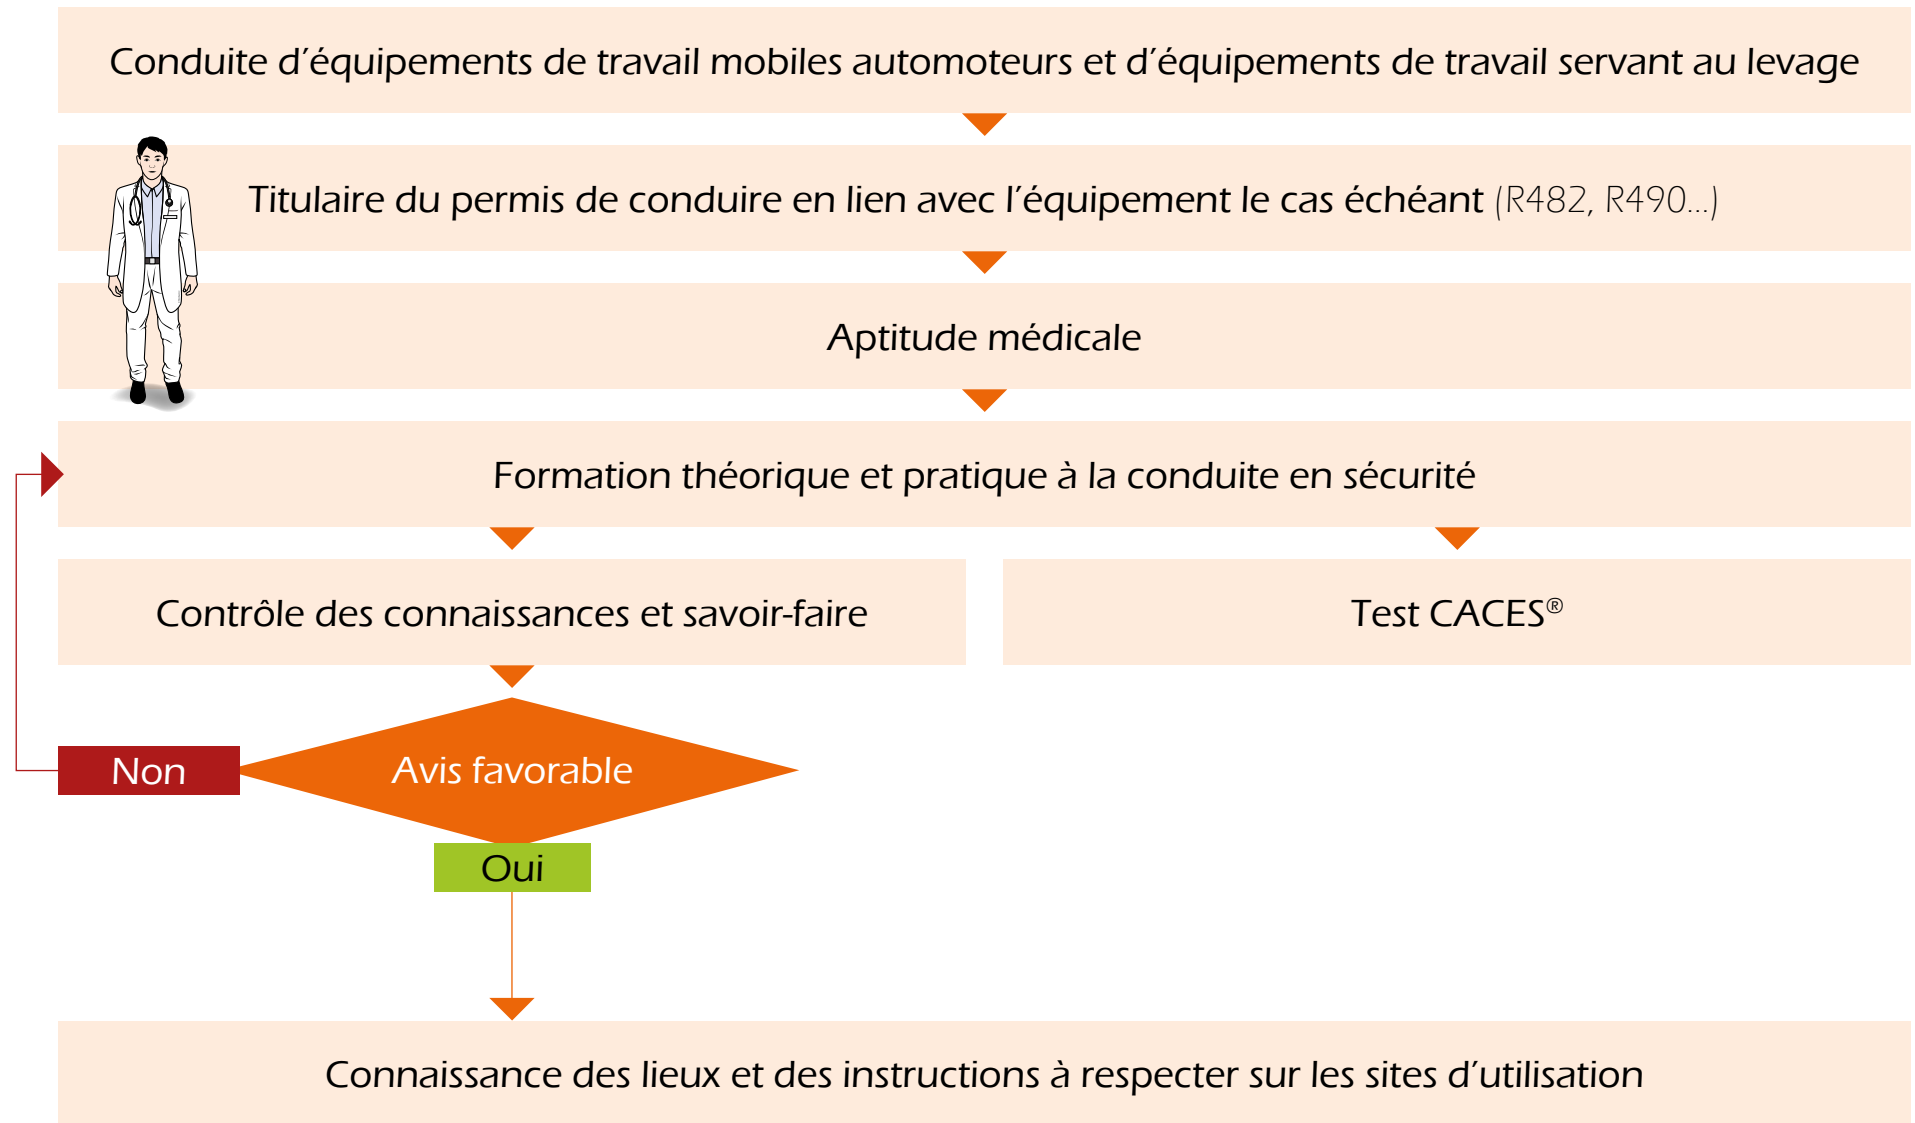 Conduite d’équipements de travail mobiles automoteurs et d’équipements de travail servant au levage
Titulaire du permis de conduire en lien avec l’équipement le cas échéant (R482, R490...)
Aptitude médicale
Formation théorique et pratique à la conduite en sécurité
Contrôle des connaissances et savoir-faire
Test CACES®
Avis favorable
Non
Oui
Connaissance des lieux et des instructions à respecter sur les sites d’utilisation